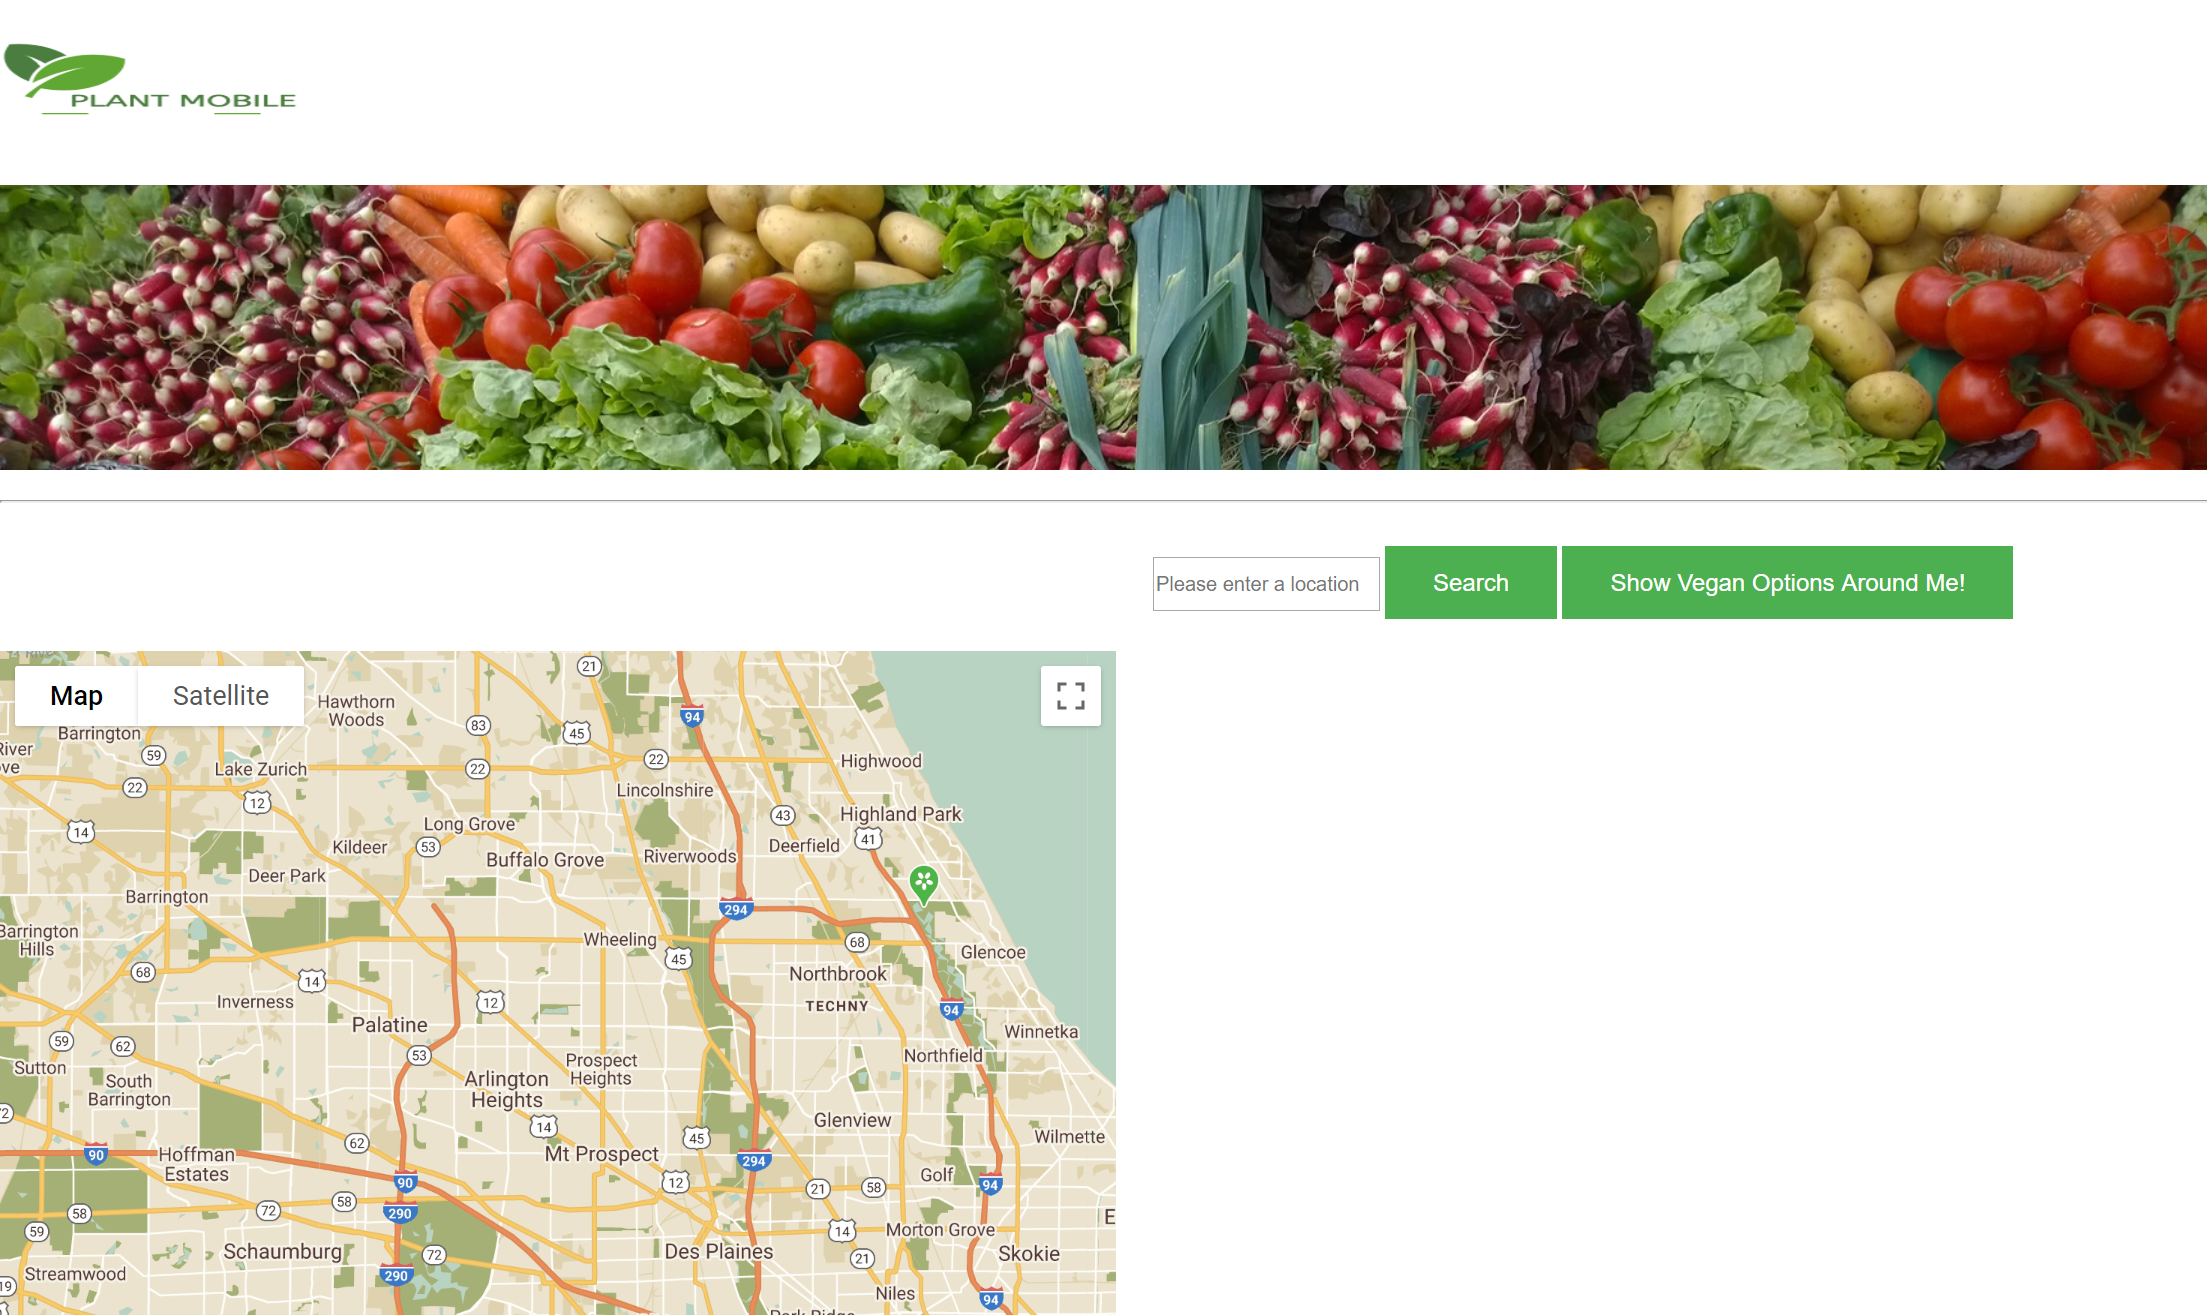 PLANT MOBILE
Please enter a location
Search
Show Vegan Options Around Me!
Map
Satellite
21
Hawthorn
Woods
94
83
45
Barrington
River
59
22
Highwood
Lake Zurich
22
22
Lincolnshire
12
43
Highland Park
14
Long Grove
41
Kildeer
53
Deerfield
Buffalo Grove
Riverwoods
Deer Park
Barrington
294
Barrington
Hills
Wheeling
68
45
Glencoe
68
14
Northbrook
Inverness
12
TECHNY
94
Palatine
Winnetka
59
62
53
Northfield
Sutton
Prospect
Heights
South
Barrington
Arlington
Heights
Glenview
14
62
45
Wilmette
90
Hoffman
Estates
Mt Prospect
294
90
12
21
58
Golf
94
58
72
58
290
59
14
Morton Grove
Schaumburg
72
Des Plaines
21
Skokie
Streamwood
290
19
Niles
94